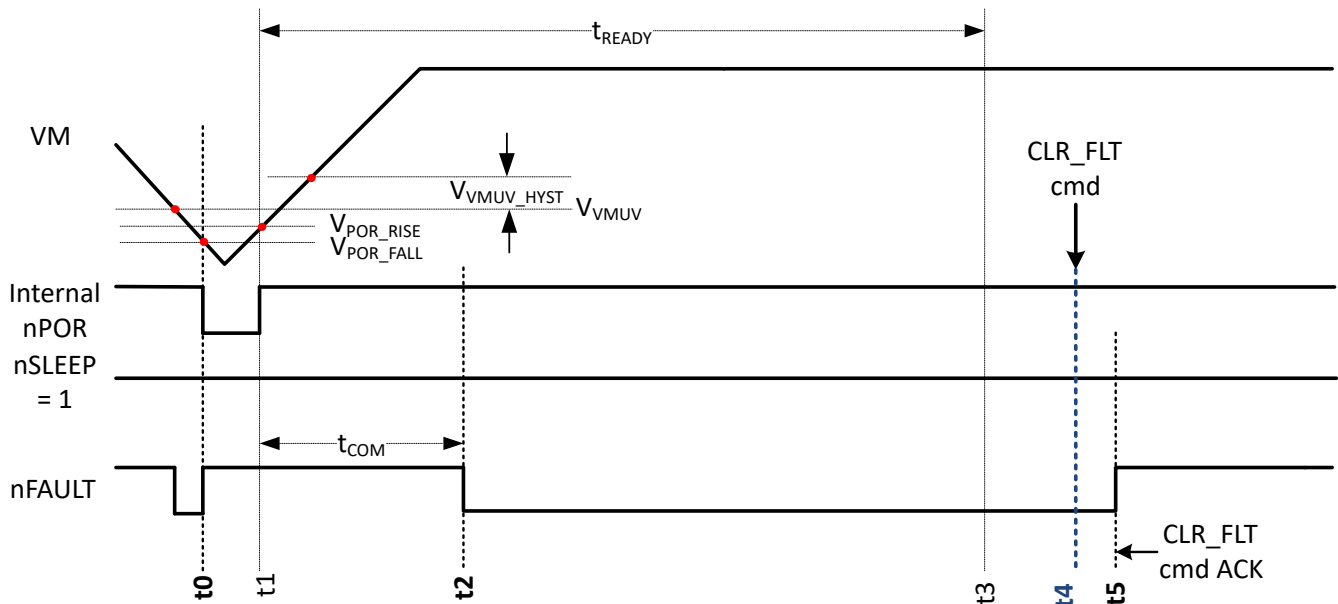 tREADY
VM
CLR_FLT
cmd
VVMUV_HYST
VVMUV
VPOR_RISE
VPOR_FALL
Internal
nPOR
nSLEEP
= 1
tCOM
nFAULT
CLR_FLT
cmd ACK
t0
t1
t2
t3
t4
t5